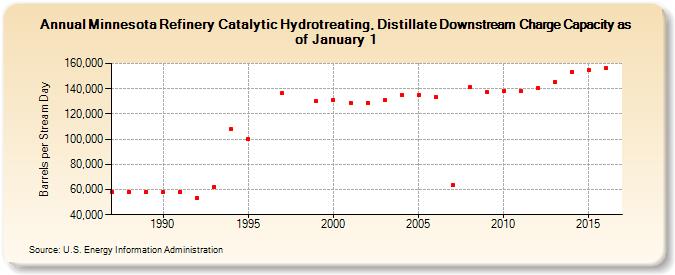 Annual Minnesota Refinery Catalytic Hydrotreating, Distillate Downstream Charge Capacity as
of January 1
Barrels per Stream Day
160,000
140,000
120,000
100,000
80,000
60,000
40,000
1990 1995 2000 2005 2010 2015
Source: U.S. Energy Information Administration